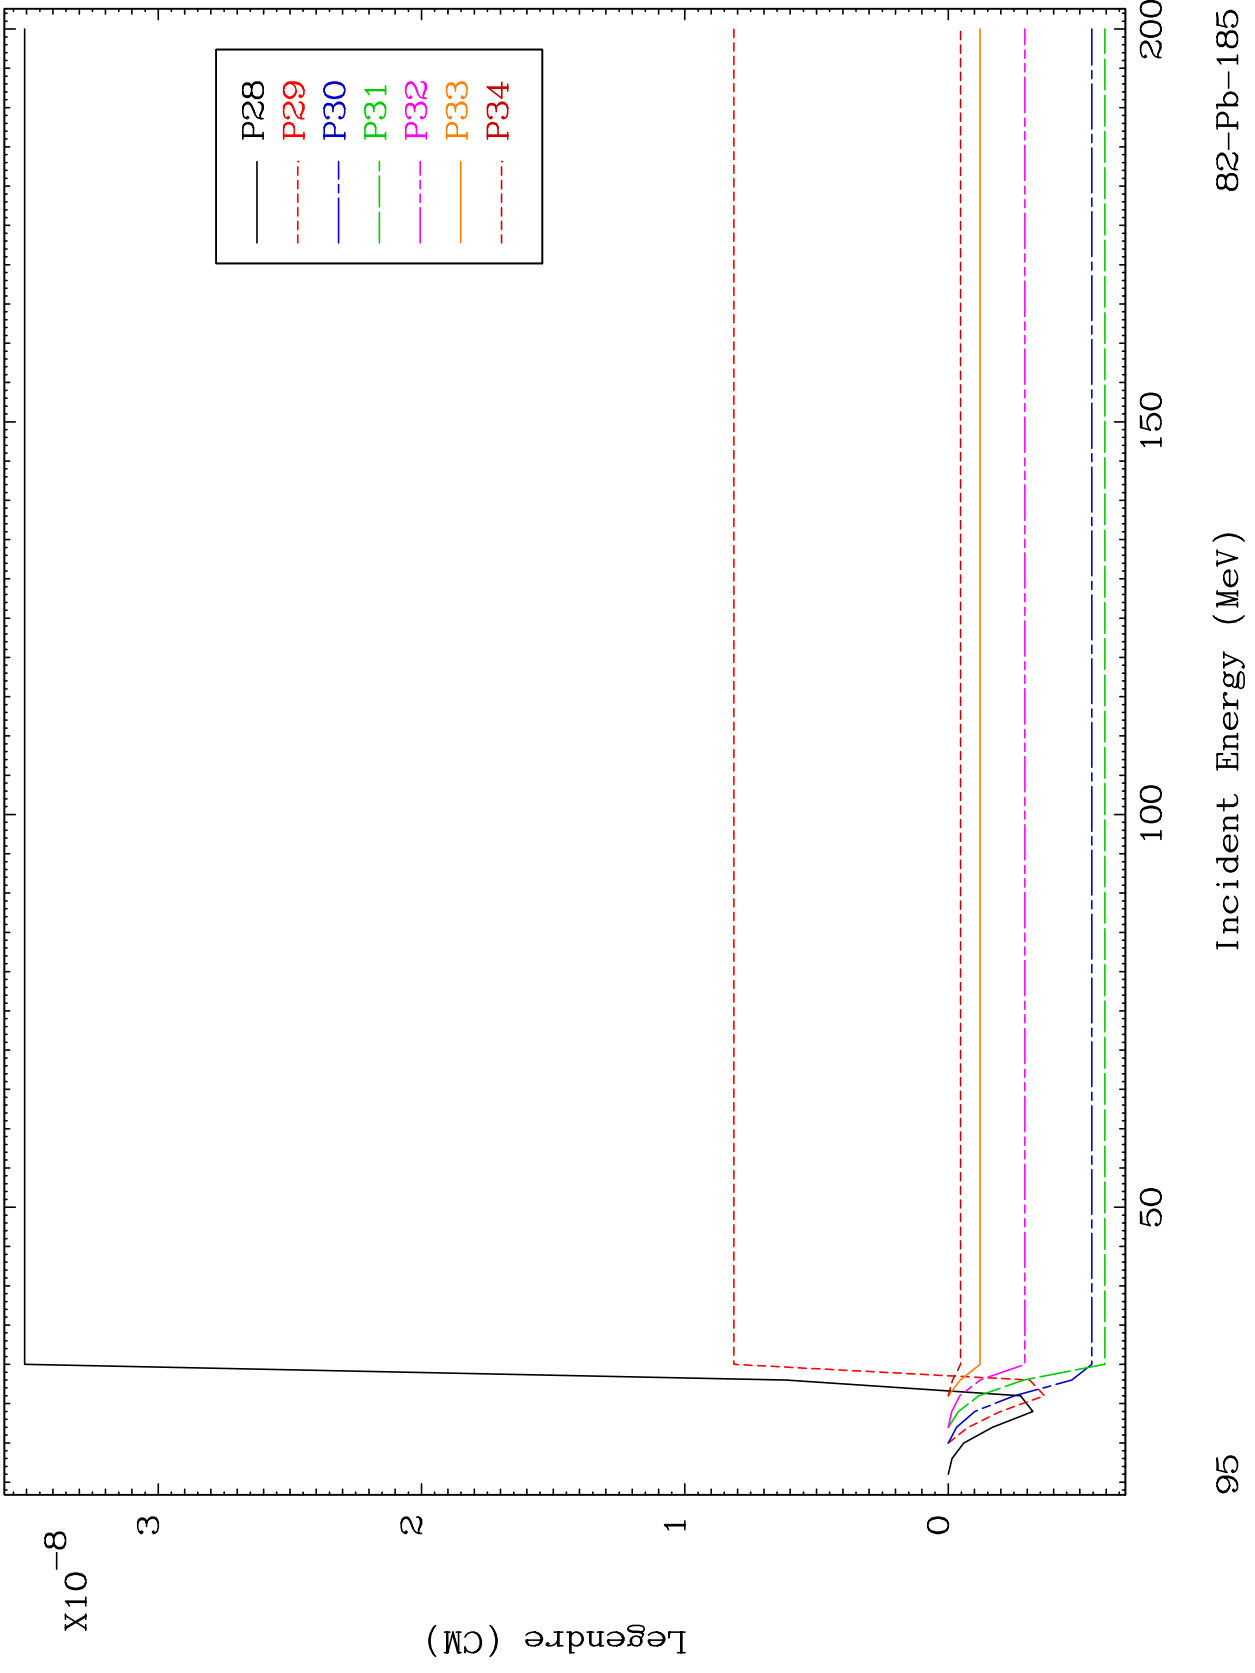 X10-8
3
2
1
0
Legendre (CM)
P28
P29
P30
P31
P32
P33
P34
50
100
150
200
95
Incident Energy (MeV)
82-Pb-185